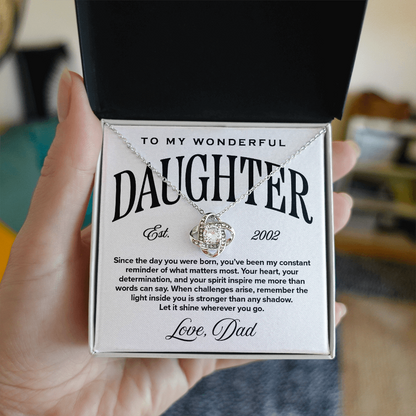 TO MY WONDERFUL
DAUGHTER
Est. 2002
Since the day you were born, you've been my constant
reminder of what matters most. Your heart, your
determination, and your spirit inspire me more than
words can say. When challenges arise, remember the
light inside you is stronger than any shadow.
Let it shine wherever you go.
Love, Dad